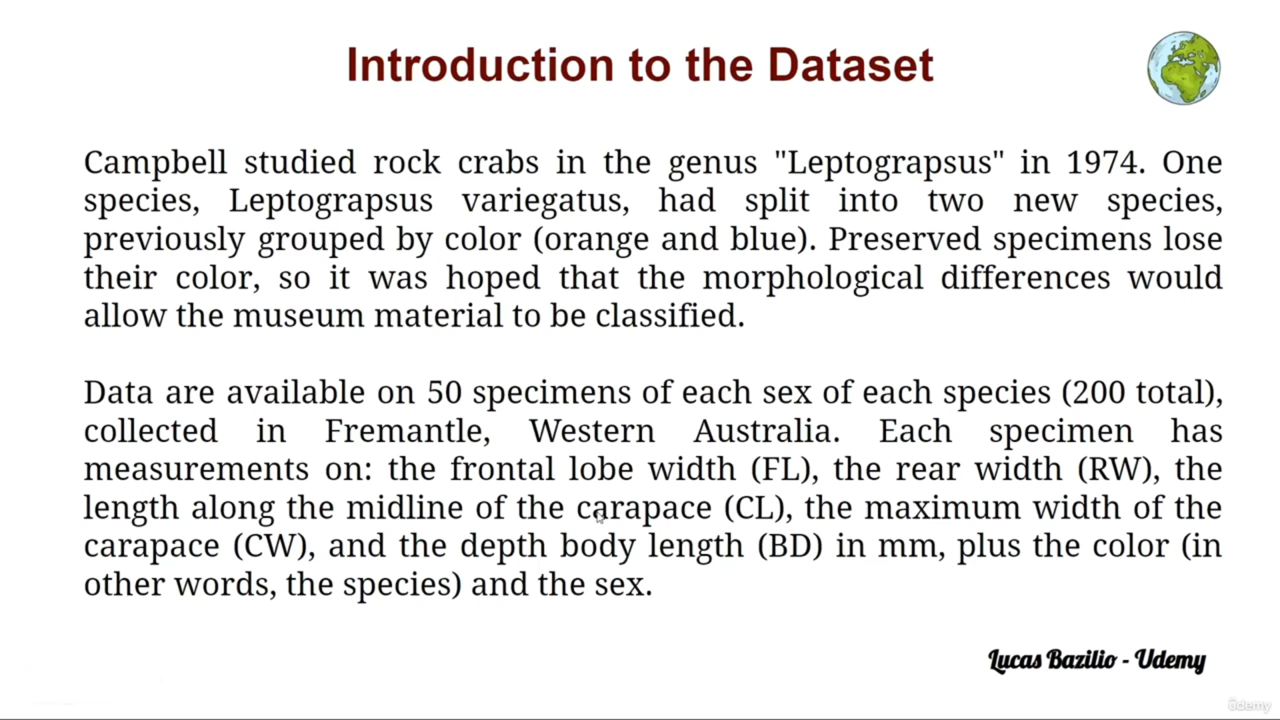 Introduction to the Dataset
Campbell studied rock crabs in the genus "Leptograpsus" in 1974. One
species, Leptograpsus variegatus, had split into two new species,
previously grouped by color (orange and blue). Preserved specimens lose
their color, so it was hoped that the morphological differences would
allow the museum material to be classified.
Data are available on 50 specimens of each sex of each species (200 total),
collected in Fremantle, Western Australia. Each specimen has
measurements on: the frontal lobe width (FL), the rear width (RW), the
length along the midline of the carapace (CL), the maximum width of the
carapace (CW), and the depth body length (BD) in mm, plus the color (in
other words, the species) and the sex.
Lucas Bazilio - Udemy
ûdemy